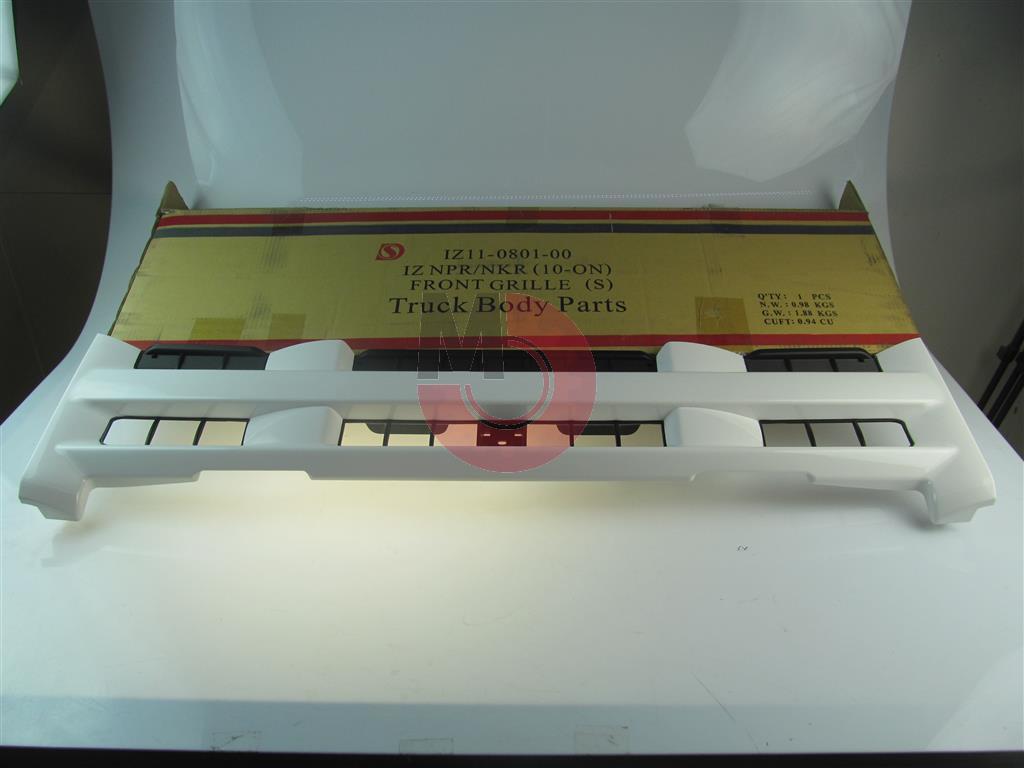 IZ11-0801-00
IZ NPR/NKR (10-ON)
FRONT GRILLE (S)
Truck Body Parts
Q'TY: 1 PCS
N.W.: 0.98 KGS
G.W.: 1.88 KGS
CUFT: 0.94 CU
M